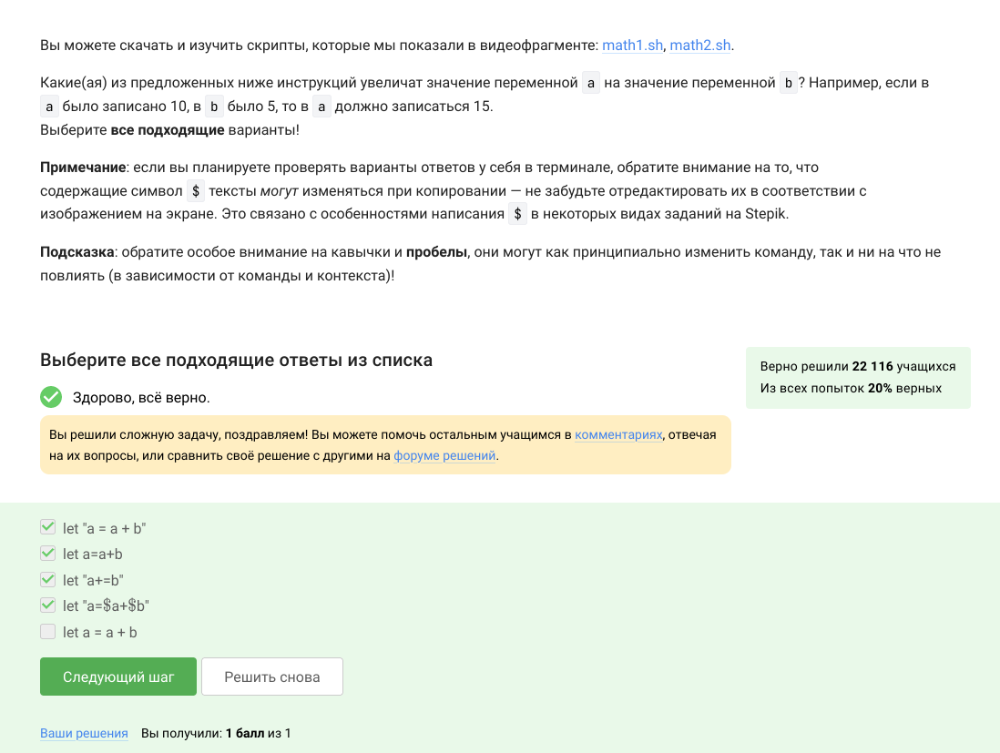 Вы можете скачать и изучить скрипты, которые мы показали в видеофрагменте: math1.sh, math2.sh.
Какие(ая) из предложенных ниже инструкций увеличат значение переменной a на значение переменной b? Например, если в
a было записано 10, в b было 5, то в a должно записаться 15.
Выберите все подходящие варианты!
Примечание: если вы планируете проверять варианты ответов у себя в терминале, обратите внимание на то, что
содержащие символ $ тексты могут изменяться при копировании — не забудьте отредактировать их в соответствии с
изображением на экране. Это связано с особенностями написания $ в некоторых видах заданий на Stepik.
Подсказка: обратите особое внимание на кавычки и пробелы, они могут как принципиально изменить команду, так и ни на что не
повлиять (в зависимости от команды и контекста)!
Выберите все подходящие ответы из списка
Верно решили 22 116 учащихся
Из всех попыток 20% верных
Здорово, всё верно.
Вы решили сложную задачу, поздравляем! Вы можете помочь остальным учащимся в комментариях, отвечая
на их вопросы, или сравнить своё решение с другими на форуме решений.
let "a = a + b"
let a=a+b
let "a+=b"
let "a=$a+$b"
let a = a + b
Следующий шаг
Решить снова
Ваши решения Вы получили: 1 балл из 1